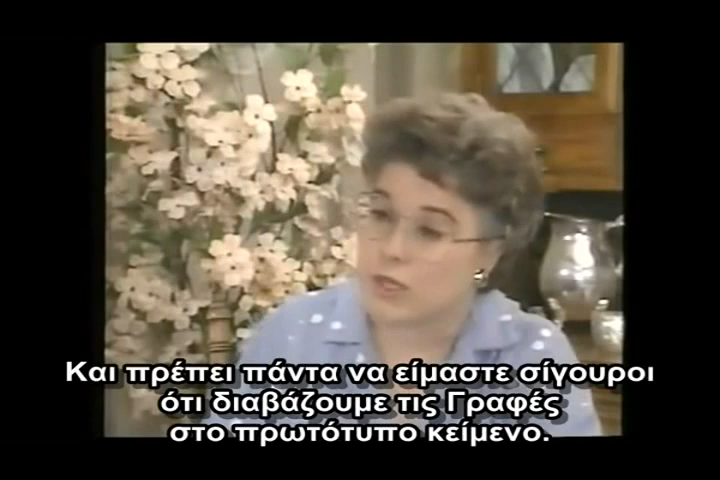 Και πρέπει πάντα να είμαστε σίγουροι
ότι διαβάζουμε τις Γραφές
στο πρωτότυπο κείμενο.